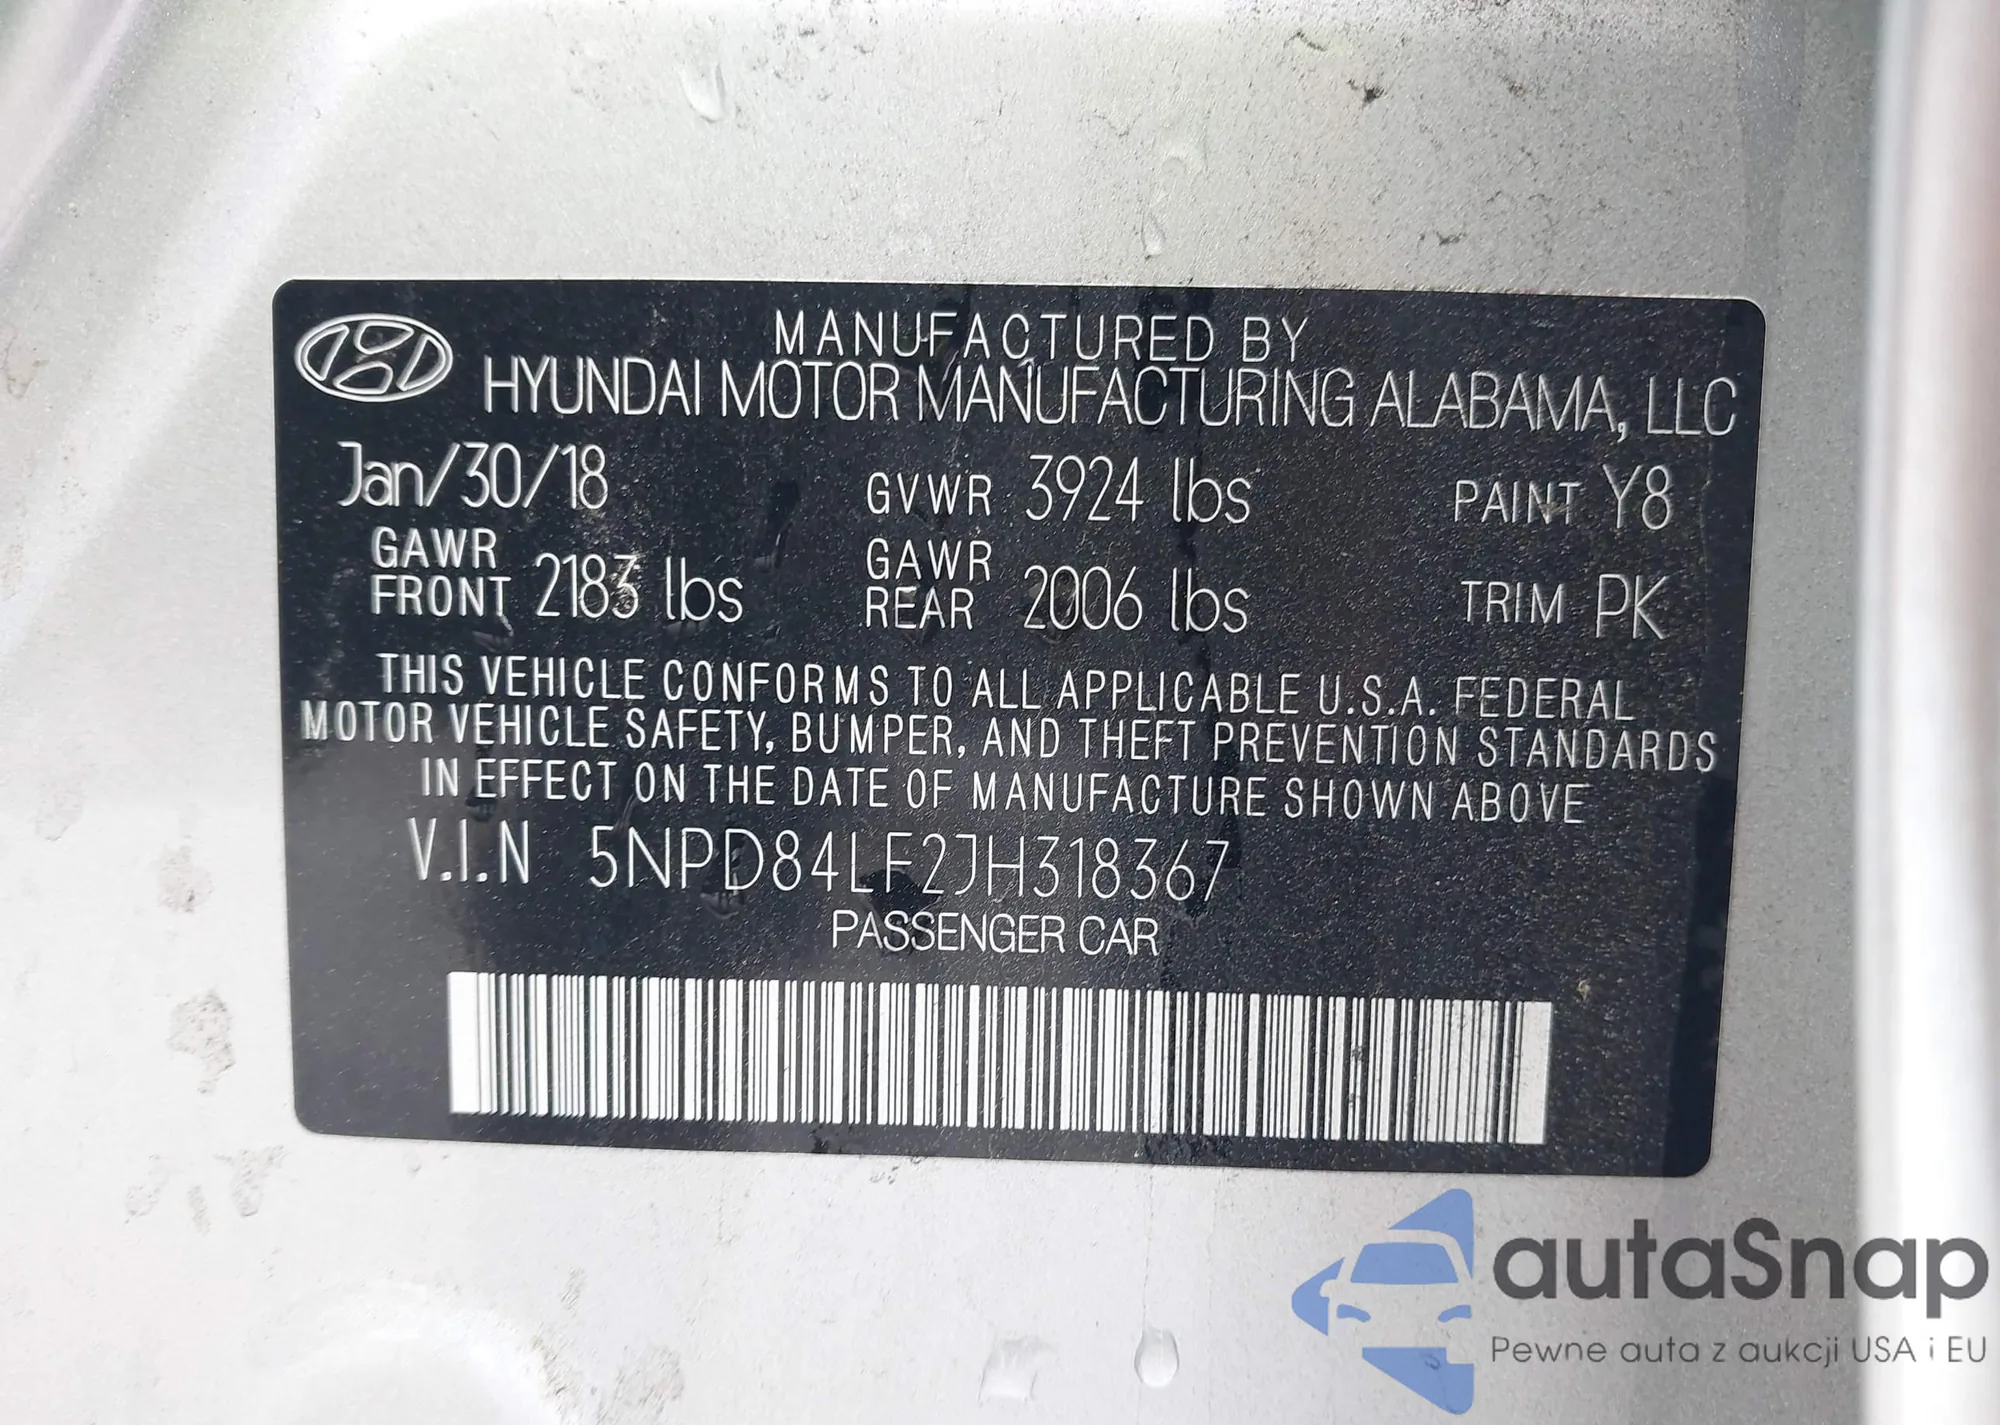 MANUFACTURED BY
HYUNDAI MOTOR MANUFACTURING ALABAMA, LLC
Jan/30/18 GVWR 3924 lbs PAINT Y8
GAWR FRONT 2183 lbs GAWR REAR 2006 lbs TRIM PK
THIS VEHICLE CONFORMS TO ALL APPLICABLE U.S.A. FEDERAL
MOTOR VEHICLE SAFETY, BUMPER, AND THEFT PREVENTION STANDARDS
IN EFFECT ON THE DATE OF MANUFACTURE SHOWN ABOVE
V.I.N 5NPD84LF2JH318367
PASSENGER CAR
autaSnap
Pewne auta z aukcji USA i EU